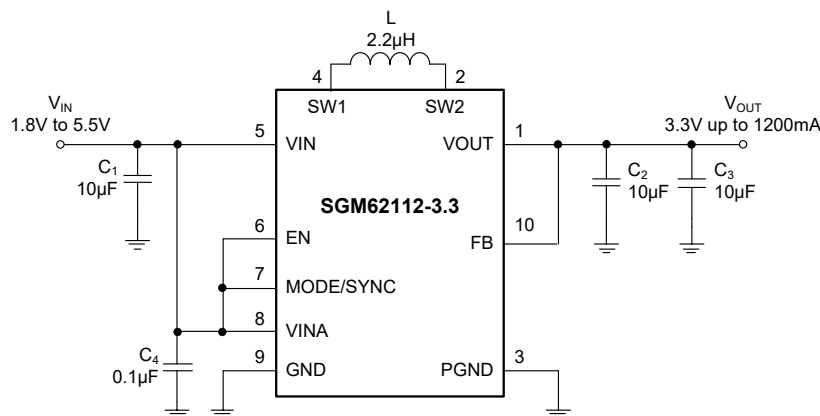 L
2.2µH
4
2
SW1
SW2
VIN
1.8V to 5.5V
VOUT
3.3V up to 1200mA
5
VIN
VOUT
1
C1
10µF
C2
10µF
C3
10µF
SGM62112-3.3
6
EN
10
FB
7
MODE/SYNC
8
VINA
C4
0.1µF
9
GND
PGND
3